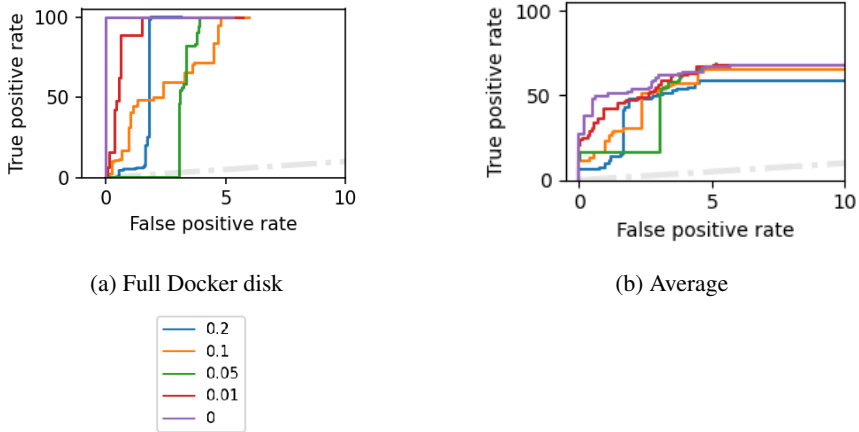 100
50
0
True positive rate
0
5
10
False positive rate
(a) Full Docker disk
100
50
0
True positive rate
0
5
10
False positive rate
(b) Average
0.2
0.1
0.05
0.01
0